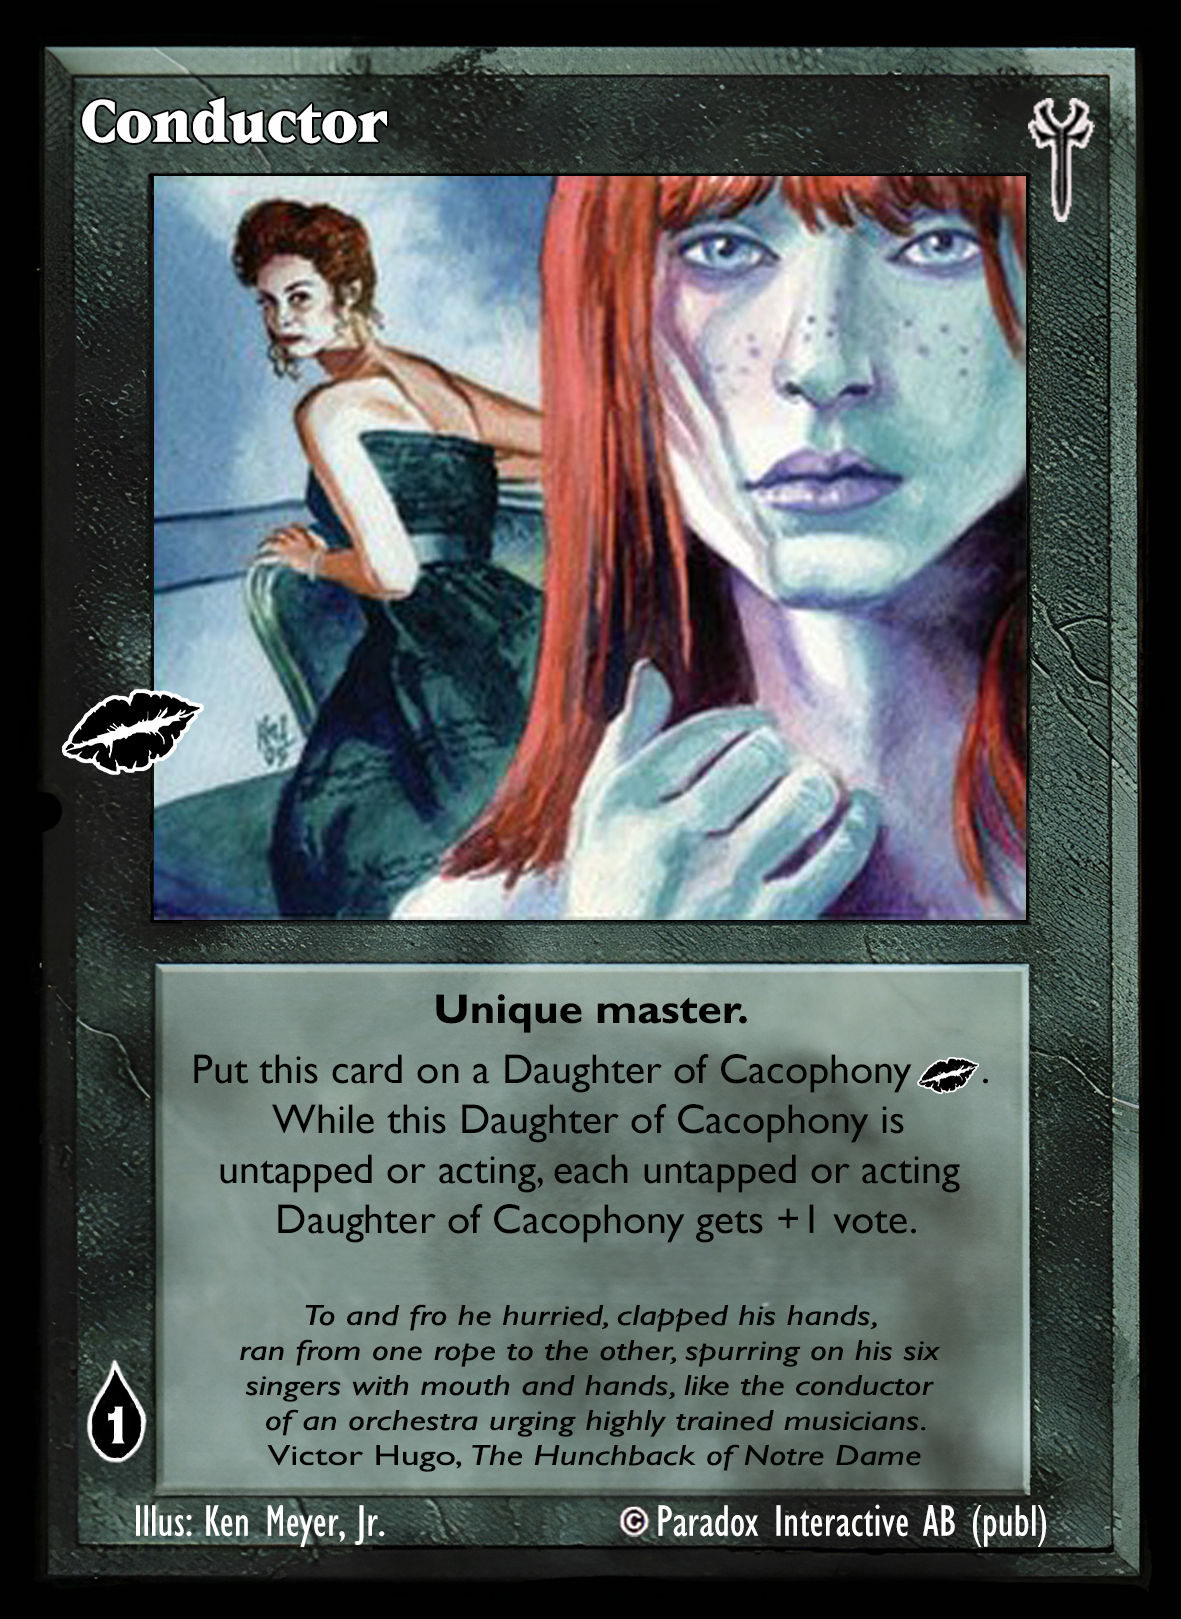 Conductor
Unique master.
Put this card on a Daughter of Cacophony .
While this Daughter of Cacophony is
untapped or acting, each untapped or acting
Daughter of Cacophony gets +1 vote.
To and fro he hurried, clapped his hands,
ran from one rope to the other, spurring on his six
singers with mouth and hands, like the conductor
of an orchestra urging highly trained musicians.
Victor Hugo, The Hunchback of Notre Dame
1
Illus: Ken Meyer, Jr.
© Paradox Interactive AB (publ)